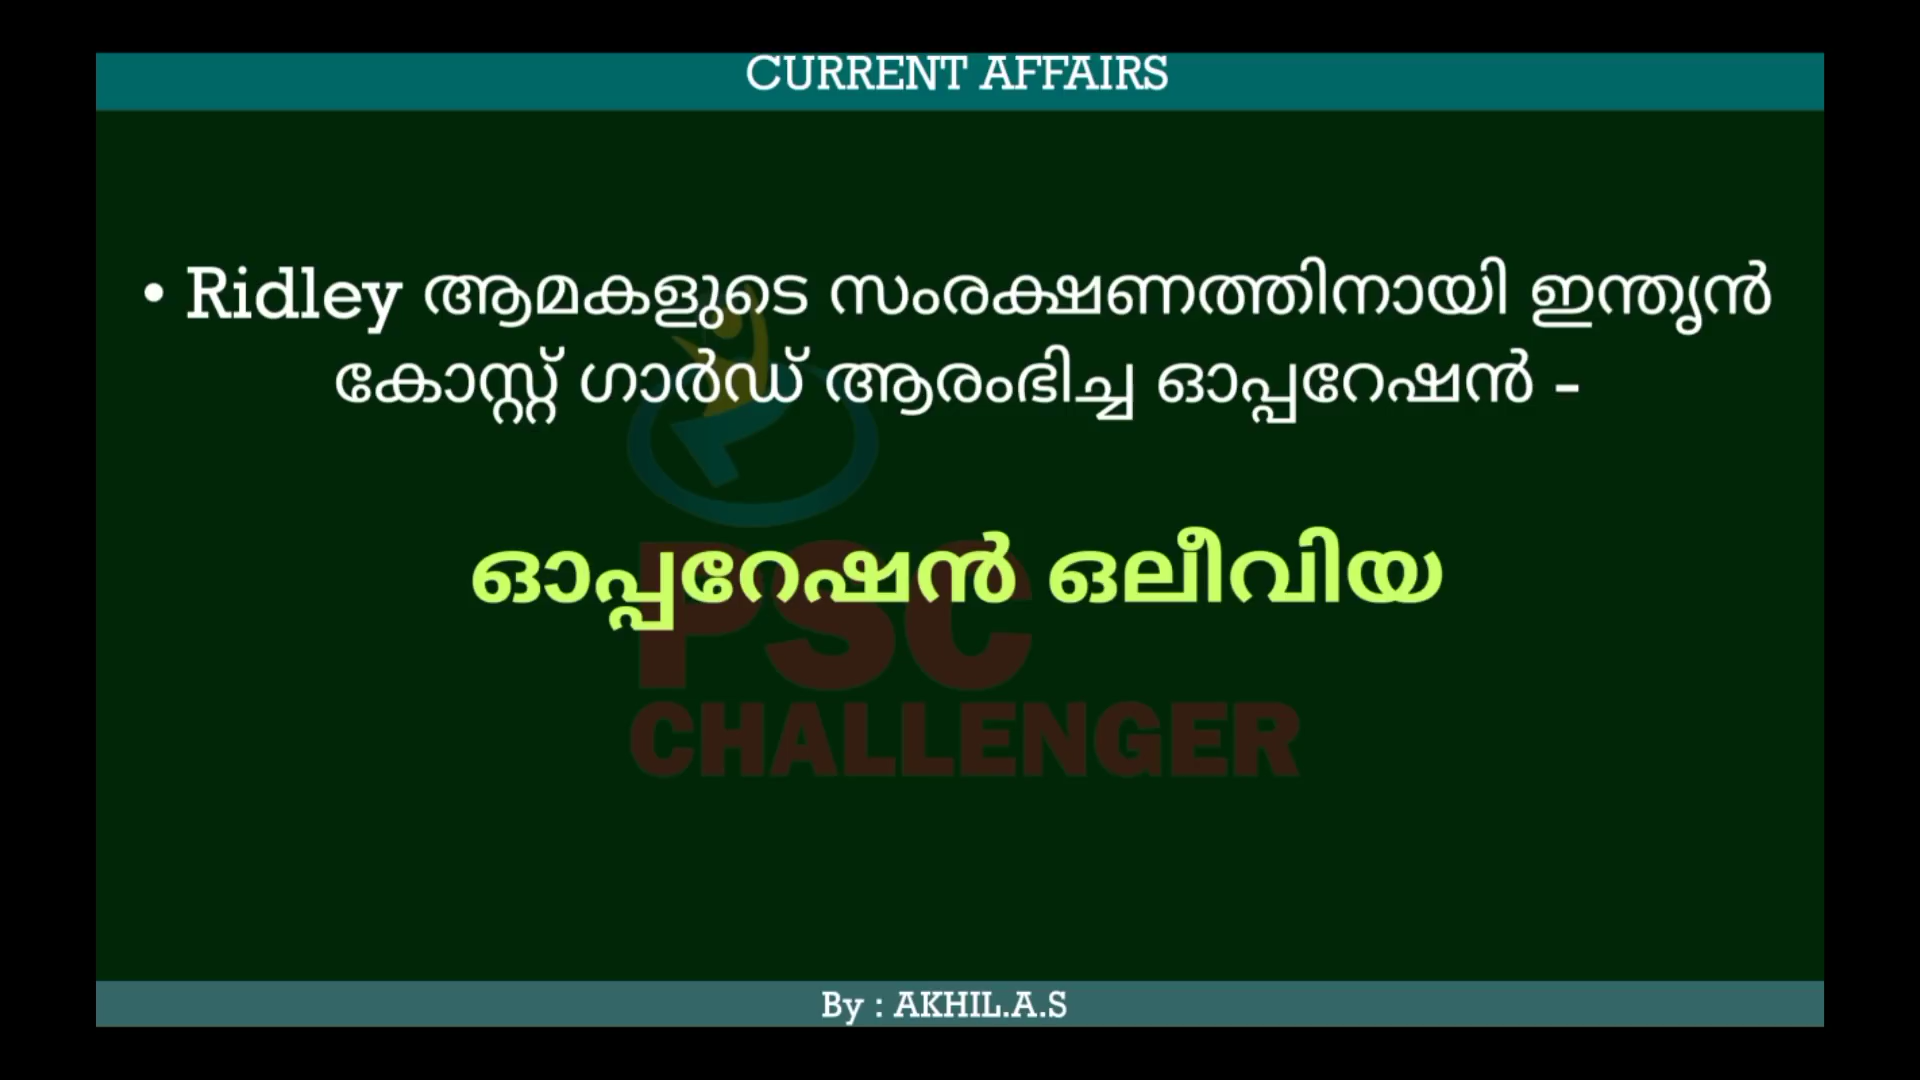 CURRENT AFFAIRS
• Ridley ആമകളുടെ സംരക്ഷണത്തിനായി ഇന്ത്യൻ
കോസ്റ്റ് ഗാർഡ് ആരംഭിച്ച ഓപ്പറേഷൻ -
ഓപ്പറേഷൻ ഒലീവിയ
PSC
CHALLENGER
By : AKHIL.A.S